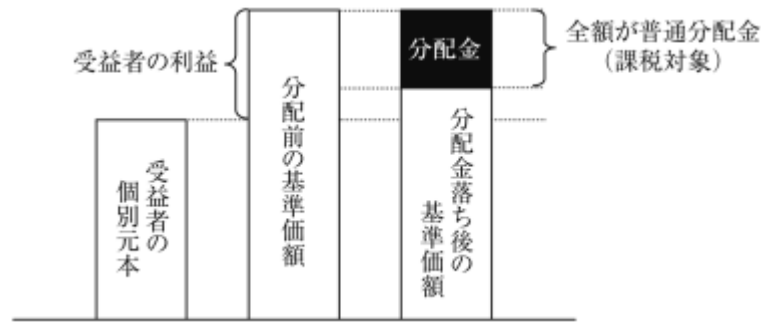 受益者の利益
受益者の
個別元本
分配前の基準価額
分配金
分配金落ち後の
基準価額
全額が普通分配金
(課税対象)